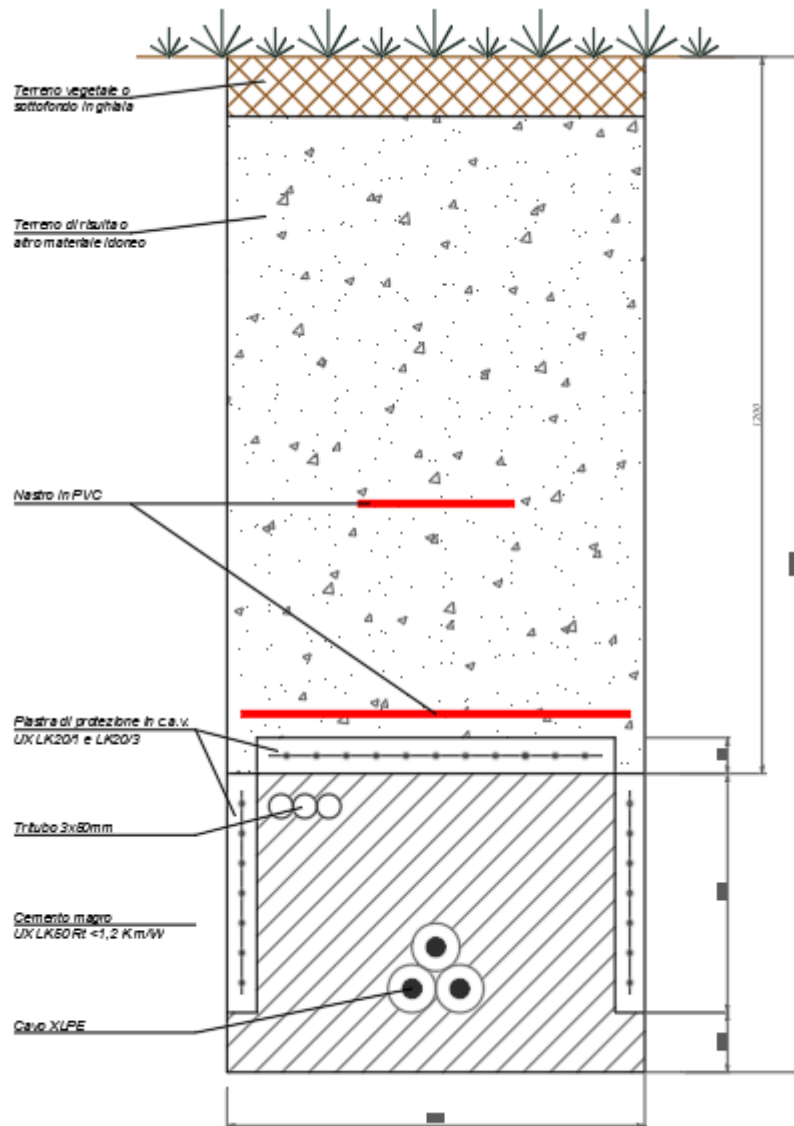 Terreno vegetale o
sottofondo in ghiaia
Terreno di risulta o
altro materiale idoneo
1200
Nastro in PVC
Piastra di protezione in c.a.v.
UX LK20/1 e LK20/3
Tritubo
Cemento magro
UX LK50 Rt <1,2 Km/W
Cavo XLPE